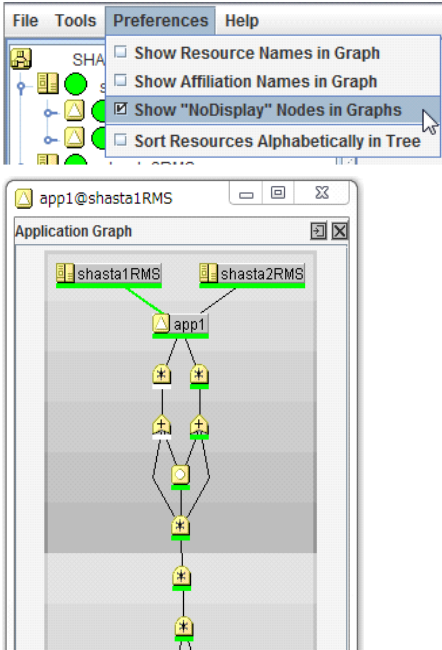 File Tools Preferences Help
SHA
Show Resource Names in Graph
Show Affiliation Names in Graph
Show "NoDisplay" Nodes in Graphs
Sort Resources Alphabetically in Tree
app1@shasta1RMS
Application Graph
shasta1RMS shasta2RMS
app1